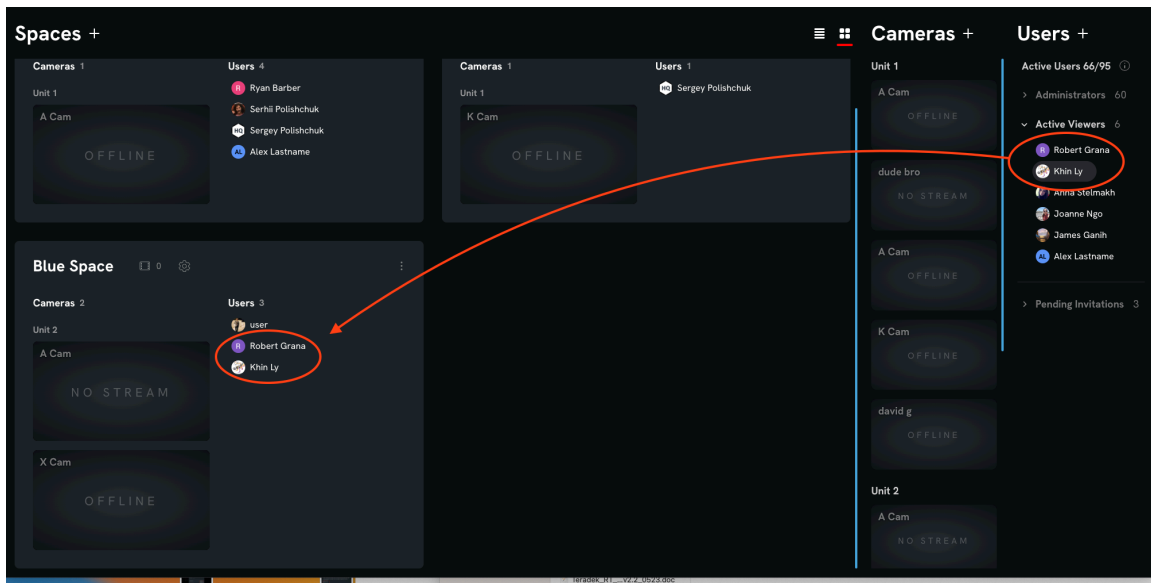 Spaces +
Cameras 1
Unit 1
A Cam
OFFLINE
Users 4
R Ryan Barber
Serhii Polishchuk
HQ Sergey Polishchuk
AL Alex Lastname
Cameras 1
Unit 1
K Cam
OFFLINE
Users 1
HQ Sergey Polishchuk
Blue Space 0
Cameras 2
Unit 2
A Cam
NO STREAM
X Cam
OFFLINE
Users 3
user
R Robert Grana
Khin Ly
Cameras +
Unit 1
A Cam
OFFLINE
dude bro
NO STREAM
A Cam
OFFLINE
K Cam
OFFLINE
david g
OFFLINE
Unit 2
A Cam
NO STREAM
Users +
Active Users 66/95
Administrators 60
Active Viewers 6
R Robert Grana
Khin Ly
Anna Stelmakh
Joanne Ngo
James Ganih
AL Alex Lastname
Pending Invitations 3